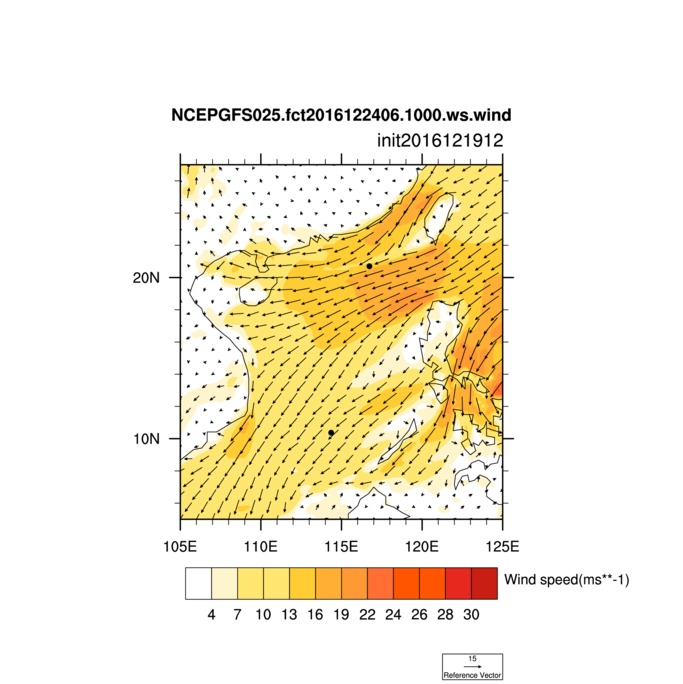 NCEPGFS025.fct2016122406.1000.ws.wind
init2016121912
20N
10N
105E 110E 115E 120E 125E
Wind speed(ms**-1)
4 7 10 13 16 19 22 24 26 28 30
15
Reference Vector